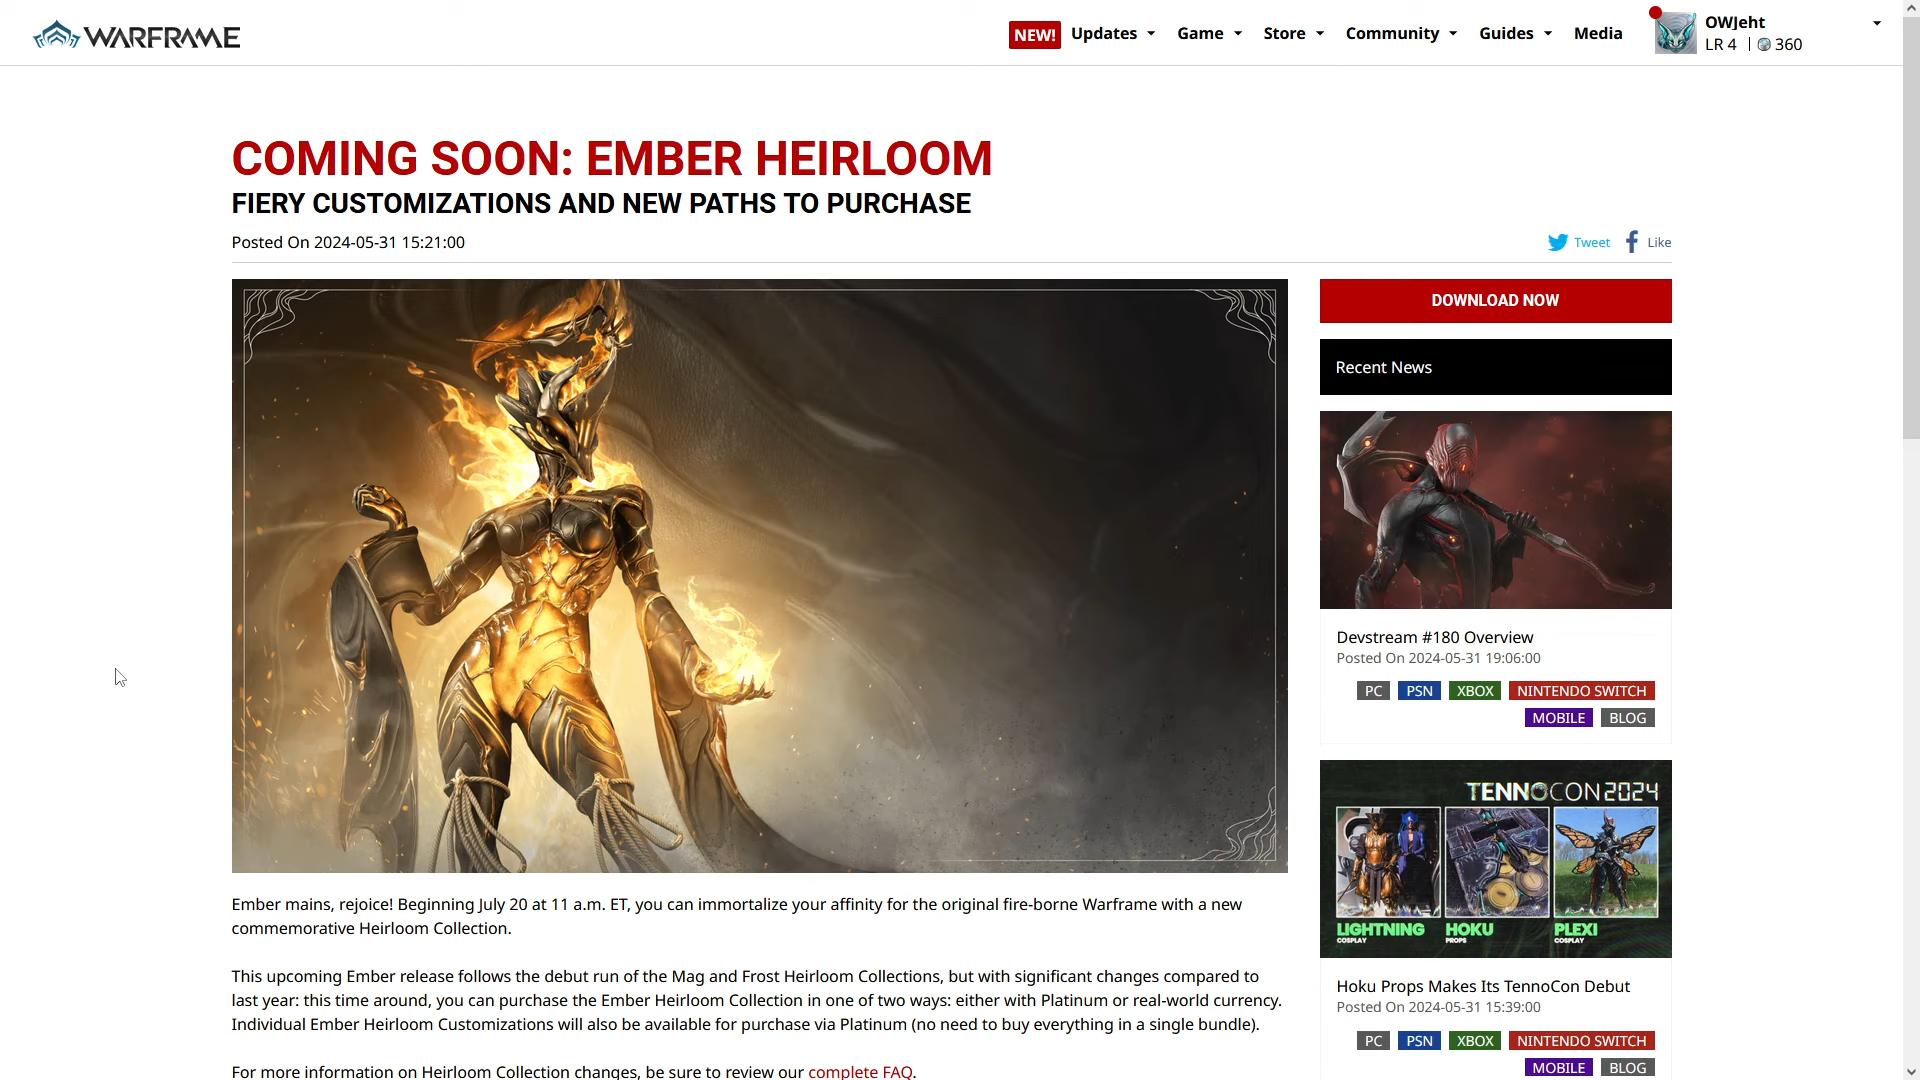 WARFRAME
NEW! Updates Game Store Community Guides Media
OWJeht
LR 4 | 360
COMING SOON: EMBER HEIRLOOM
FIERY CUSTOMIZATIONS AND NEW PATHS TO PURCHASE
Posted On 2024-05-31 15:21:00
Tweet Like
DOWNLOAD NOW
Recent News
Devstream #180 Overview
Posted On 2024-05-31 19:06:00
PC PSN XBOX NINTENDO SWITCH
MOBILE BLOG
TENNOCON 2024
LIGHTNING HOKU PLEXI
COSPLAY PROPS COSPLAY
Hoku Props Makes Its TennoCon Debut
Posted On 2024-05-31 15:39:00
PC PSN XBOX NINTENDO SWITCH
MOBILE BLOG
Ember mains, rejoice! Beginning July 20 at 11 a.m. ET, you can immortalize your affinity for the original fire-borne Warframe with a new
commemorative Heirloom Collection.
This upcoming Ember release follows the debut run of the Mag and Frost Heirloom Collections, but with significant changes compared to
last year: this time around, you can purchase the Ember Heirloom Collection in one of two ways: either with Platinum or real-world currency.
Individual Ember Heirloom Customizations will also be available for purchase via Platinum (no need to buy everything in a single bundle).
For more information on Heirloom Collection changes, be sure to review our complete FAQ.